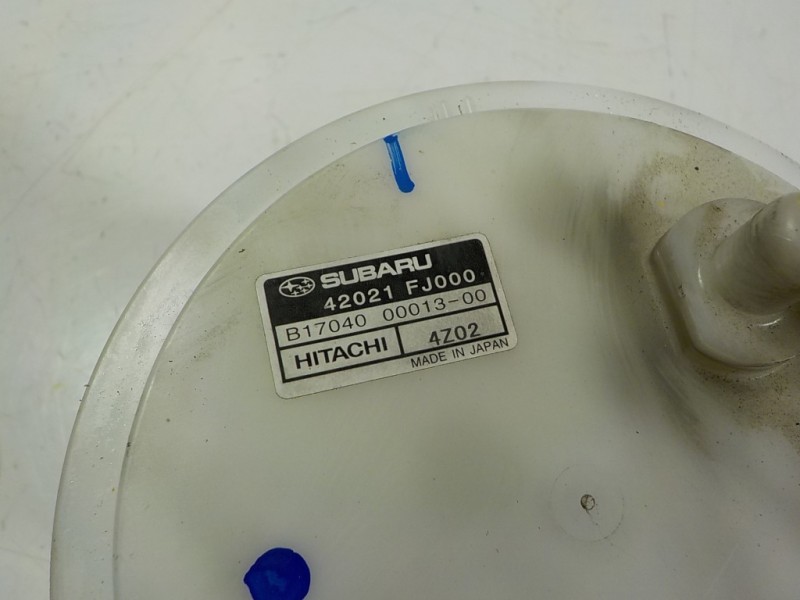 SUBARU
42021 FJ000
B17040 00013-00
HITACHI 4Z02
MADE IN JAPAN